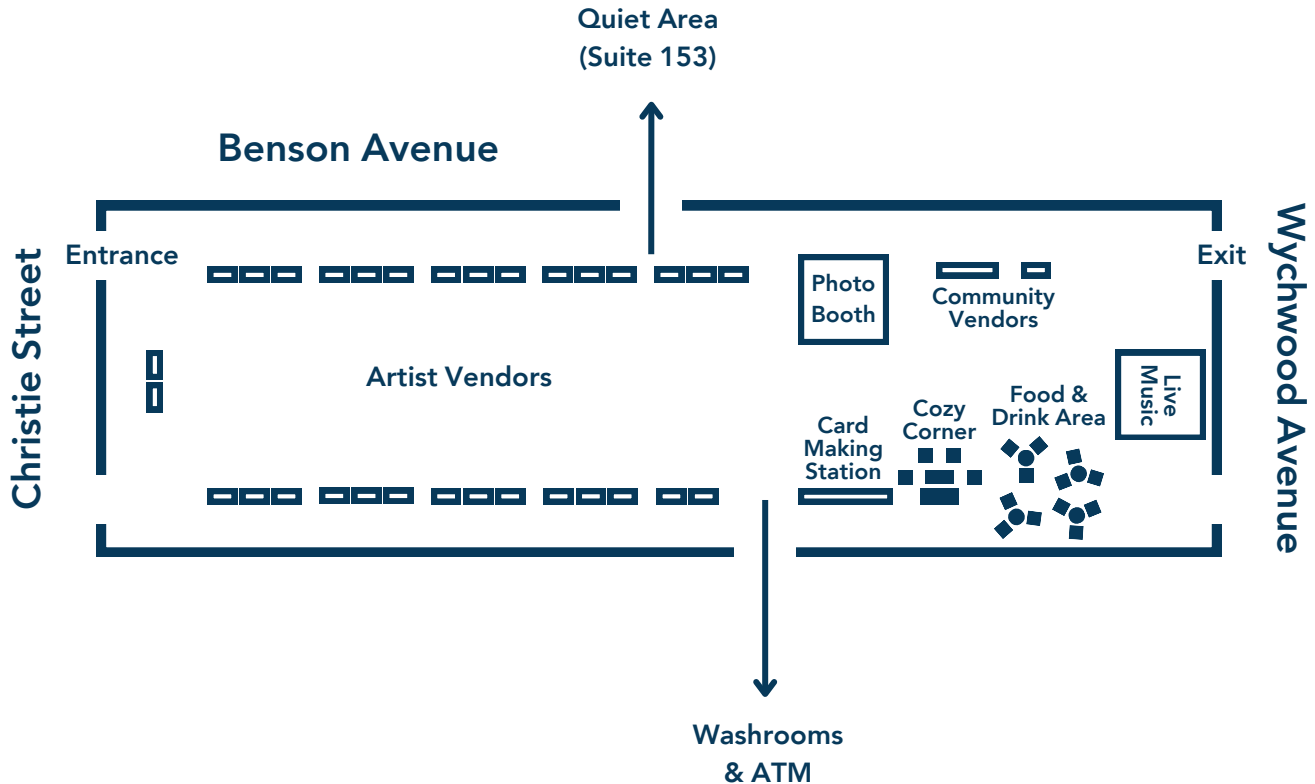 Quiet Area
(Suite 153)
Benson Avenue
Christie Street
Entrance
Exit
Wychwood Avenue
Photo
Booth
Community
Vendors
Artist Vendors
Live
Music
Food &
Drink Area
Cozy
Corner
Card
Making
Station
Washrooms
& ATM